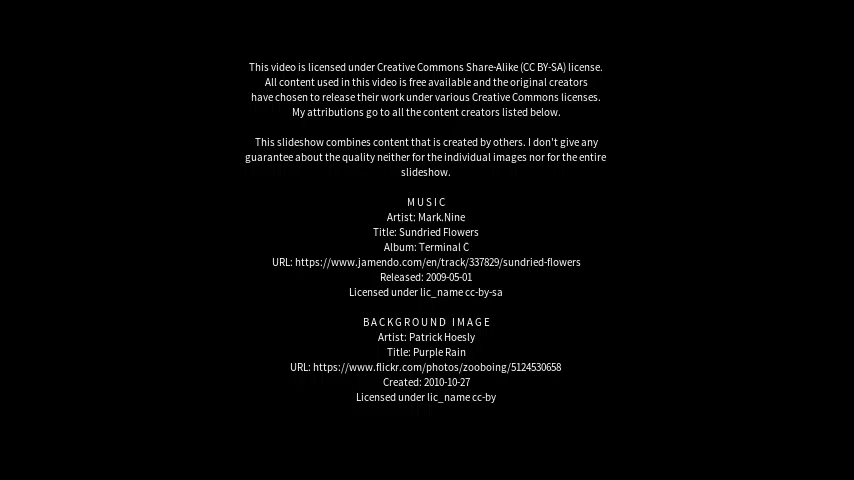 This video is licensed under Creative Commons Share-Alike (CC BY-SA) license.
All content used in this video is free available and the original creators
have chosen to release their work under various Creative Commons licenses.
My attributions go to all the content creators listed below.
This slideshow combines content that is created by others. I don't give any
guarantee about the quality neither for the individual images nor for the entire
slideshow.
MUSIC
Artist: Mark.Nine
Title: Sundried Flowers
Album: Terminal C
URL: https://www.jamendo.com/en/track/337829/sundried-flowers
Released: 2009-05-01
Licensed under lic_name cc-by-sa
BACKGROUND IMAGE
Artist: Patrick Hoesly
Title: Purple Rain
URL: https://www.flickr.com/photos/zooboing/5124530658
Created: 2010-10-27
Licensed under lic_name cc-by